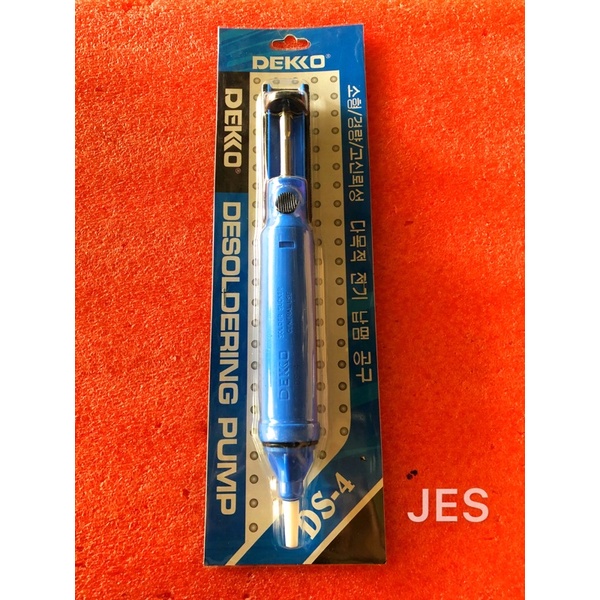 DEKKO®
DEKKO® DESOLDERING PUMP
소형/경량/고신뢰성 다목적 전기 납땜 공구
DEKKO
DS-4
JES